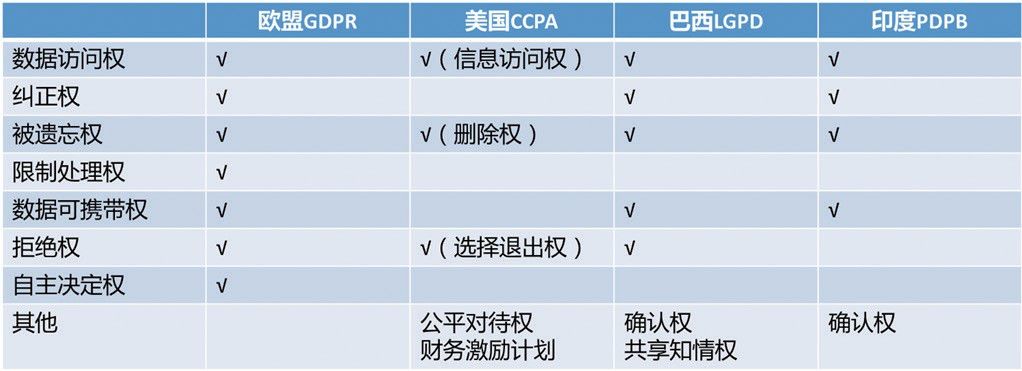 欧盟GDPR 美国CCPA 巴西LGPD 印度PDPB
数据访问权 √ √（信息访问权） √ √
纠正权 √ √ √
被遗忘权 √ √（删除权） √ √
限制处理权 √
数据可携带权 √ √ √
拒绝权 √ √（选择退出权） √
自主决定权 √
其他 公平对待权 确认权 确认权
财务激励计划 共享知情权